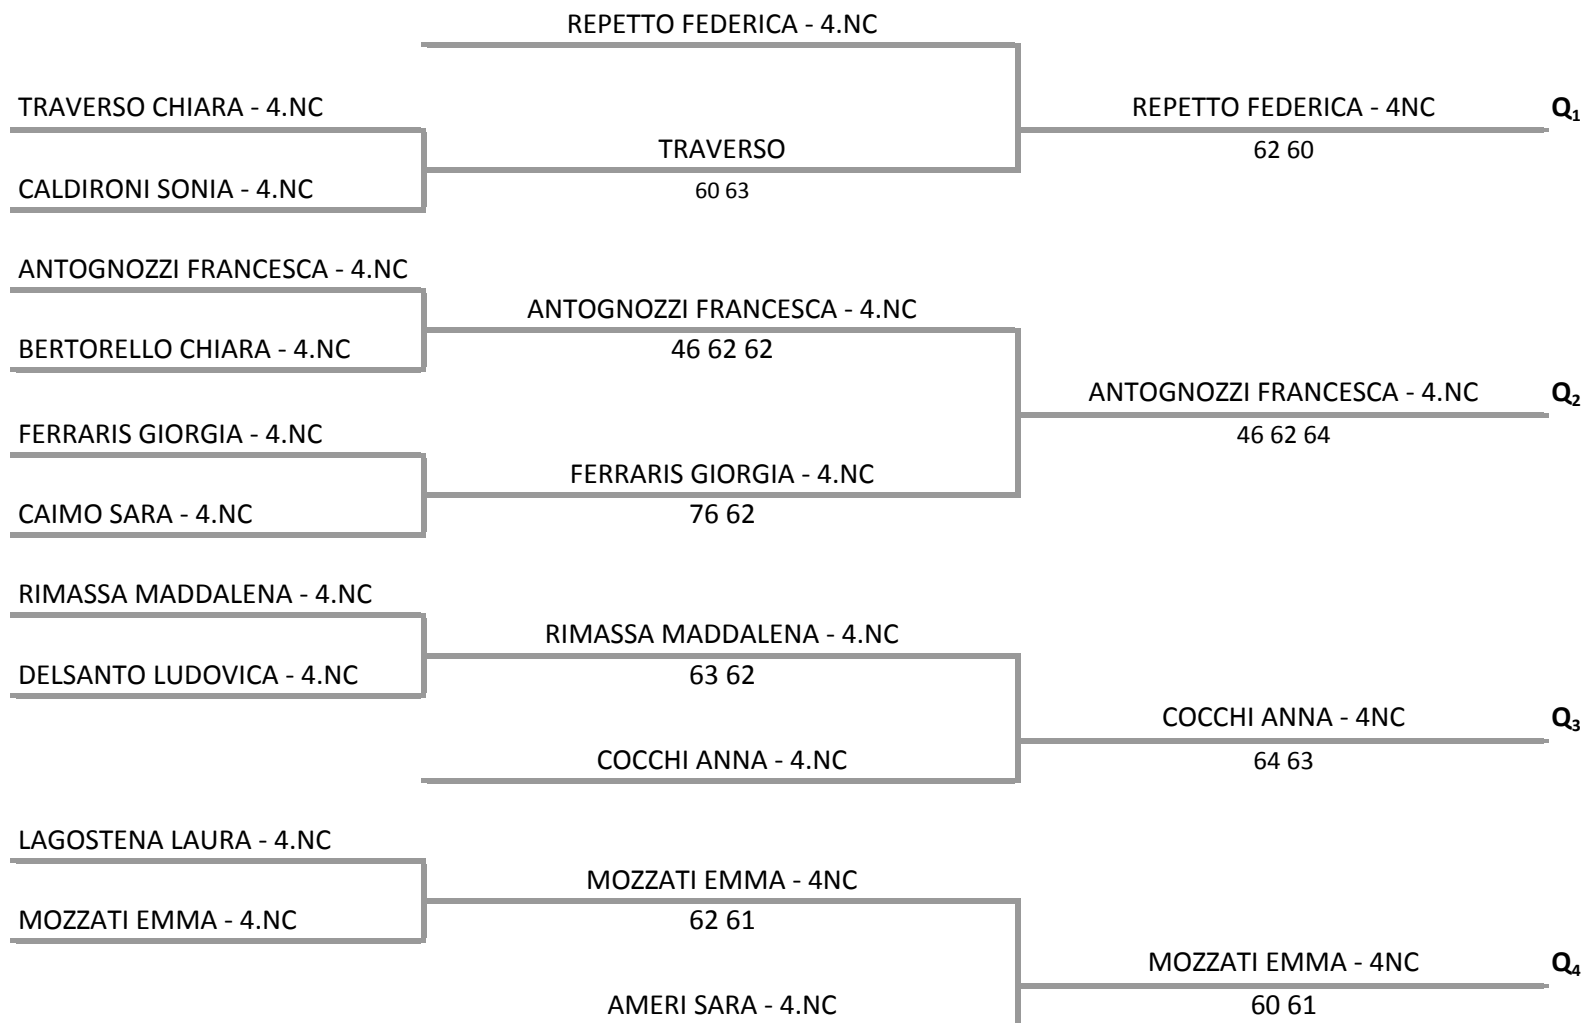 REPETTO FEDERICA - 4.NC
TRAVERSO CHIARA - 4.NC
REPETTO FEDERICA - 4NC
Q1
TRAVERSO
62 60
CALDIRONI SONIA - 4.NC
60 63
ANTOGNOZZI FRANCESCA - 4.NC
ANTOGNOZZI FRANCESCA - 4.NC
BERTORELLO CHIARA - 4.NC
46 62 62
ANTOGNOZZI FRANCESCA - 4.NC
Q2
FERRARIS GIORGIA - 4.NC
46 62 64
FERRARIS GIORGIA - 4.NC
CAIMO SARA - 4.NC
76 62
RIMASSA MADDALENA - 4.NC
RIMASSA MADDALENA - 4.NC
DELSANTO LUDOVICA - 4.NC
63 62
COCCHI ANNA - 4NC
Q3
COCCHI ANNA - 4.NC
64 63
LAGOSTENA LAURA - 4.NC
MOZZATI EMMA - 4NC
MOZZATI EMMA - 4.NC
62 61
MOZZATI EMMA - 4NC
Q4
AMERI SARA - 4.NC
60 61